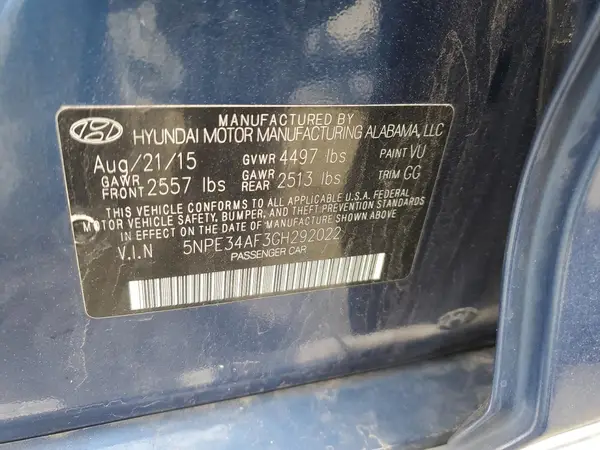 MANUFACTURED BY
HYUNDAI MOTOR MANUFACTURING ALABAMA, LLC
Aug/21/15 GVWR 4497 lbs PAINT VU
GAWR FRONT 2557 lbs GAWR REAR 2513 lbs TRIM GG
THIS VEHICLE CONFORMS TO ALL APPLICABLE U.S.A. FEDERAL
MOTOR VEHICLE SAFETY, BUMPER, AND THEFT PREVENTION STANDARDS
IN EFFECT ON THE DATE OF MANUFACTURE SHOWN ABOVE.
V.I.N 5NPE34AF3GH292022
PASSENGER CAR